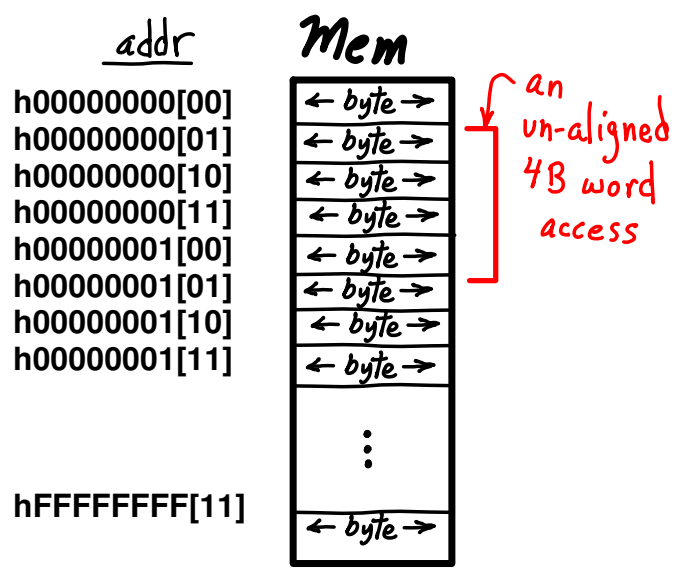 addr Mem
h00000000[00] ← byte → an
h00000000[01] ← byte → un-aligned
h00000000[10] ← byte → 4B word
h00000000[11] ← byte → access
h00000001[00] ← byte →
h00000001[01] ← byte →
h00000001[10] ← byte →
h00000001[11] ← byte →
⋮
hFFFFFFFF[11] ← byte →